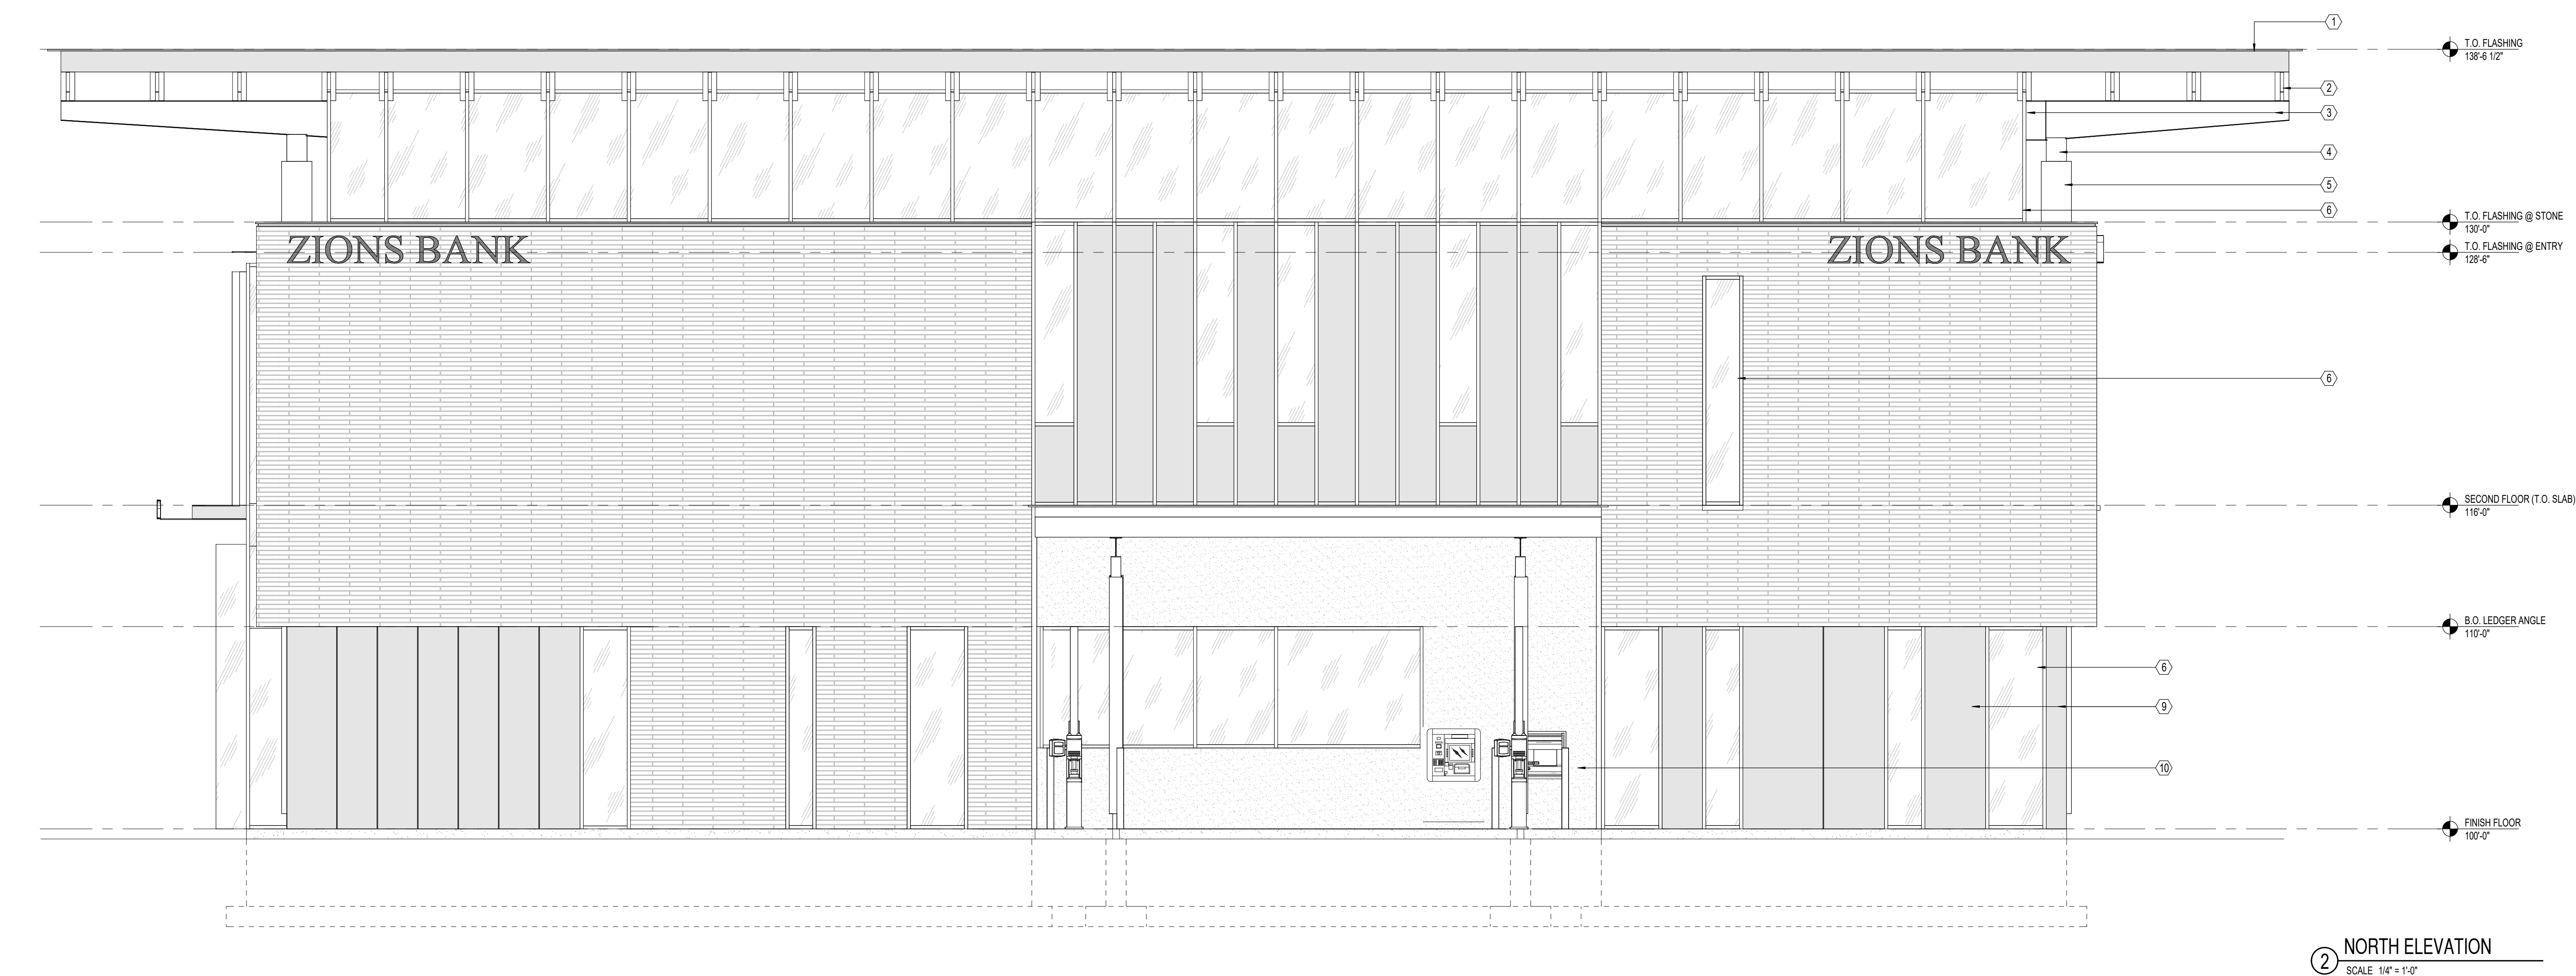 1
T.O. FLASHING
138'-6 1/2"
2
3
4
5
6
T.O. FLASHING @ STONE
130'-0"
ZIONS BANK
ZIONS BANK
T.O. FLASHING @ ENTRY
128'-6"
6
SECOND FLOOR (T.O. SLAB)
116'-0"
B.O. LEDGER ANGLE
110'-0"
6
9
10
FINISH FLOOR
100'-0"
2
NORTH ELEVATION
SCALE 1/4" = 1'-0"